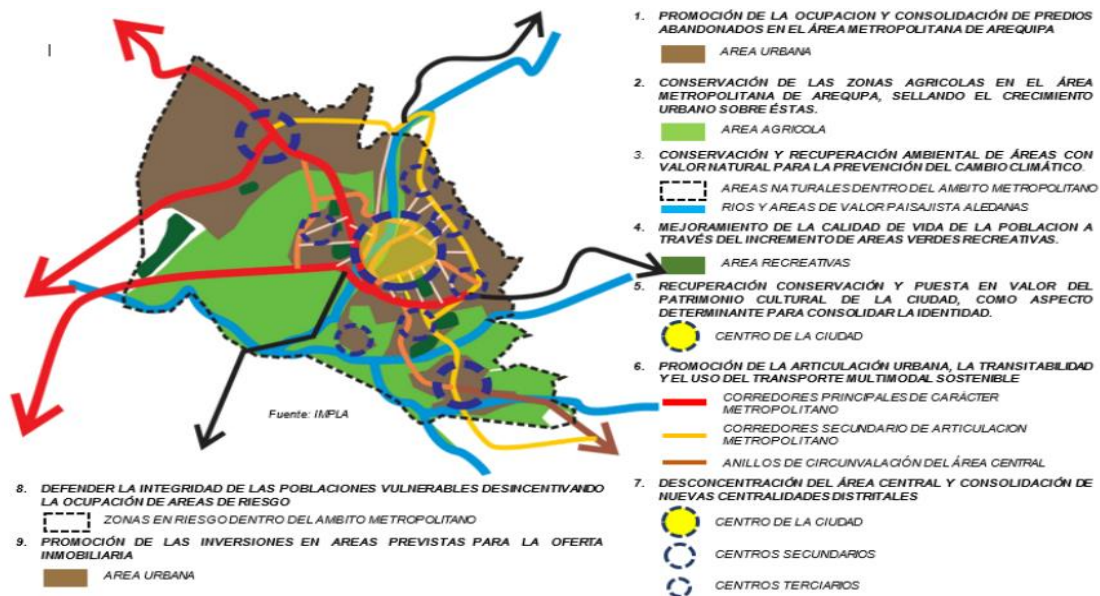 1. PROMOCIÓN DE LA OCUPACION Y CONSOLIDACIÓN DE PREDIOS
ABANDONADOS EN EL ÁREA METROPOLITANA DE AREQUIPA
AREA URBANA
2. CONSERVACIÓN DE LAS ZONAS AGRICOLAS EN EL ÁREA
METROPOLITANA DE AREQUPA, SELLANDO EL CRECIMIENTO
URBANO SOBRE ÉSTAS.
AREA AGRICOLA
3. CONSERVACIÓN Y RECUPERACIÓN AMBIENTAL DE ÁREAS CON
VALOR NATURAL PARA LA PREVENCIÓN DEL CAMBIO CLIMÁTICO.
AREAS NATURALES DENTRO DEL AMBITO METROPOLITANO
RIOS Y AREAS DE VALOR PAISAJISTA ALEDANAS
4. MEJORAMIENTO DE LA CALIDAD DE VIDA DE LA POBLACION A
TRAVÉS DEL INCREMENTO DE AREAS VERDES RECREATIVAS.
AREA RECREATIVAS
5. RECUPERACIÓN CONSERVACIÓN Y PUESTA EN VALOR DEL
PATRIMONIO CULTURAL DE LA CIUDAD, COMO ASPECTO
DETERMINANTE PARA CONSOLIDAR LA IDENTIDAD.
CENTRO DE LA CIUDAD
6. PROMOCIÓN DE LA ARTICULACIÓN URBANA, LA TRANSITABILIDAD
Y EL USO DEL TRANSPORTE MULTIMODAL SOSTENIBLE
CORREDORES PRINCIPALES DE CARÁCTER
METROPOLITANO
CORREDORES SECUNDARIO DE ARTICULACION
METROPOLITANO
ANILLOS DE CIRCUNVALACIÓN DEL ÁREA CENTRAL
7. DESCONCENTRACIÓN DEL ÁREA CENTRAL Y CONSOLIDACIÓN DE
NUEVAS CENTRALIDADES DISTRITALES
CENTRO DE LA CIUDAD
CENTROS SECUNDARIOS
CENTROS TERCIARIOS
Fuente: IMPLA
8. DEFENDER LA INTEGRIDAD DE LAS POBLACIONES VULNERABLES DESINCENTIVANDO
LA OCUPACIÓN DE AREAS DE RIESGO
ZONAS EN RIESGO DENTRO DEL AMBITO METROPOLITANO
9. PROMOCIÓN DE LAS INVERSIONES EN AREAS PREVISTAS PARA LA OFERTA
INMOBILIARIA
AREA URBANA